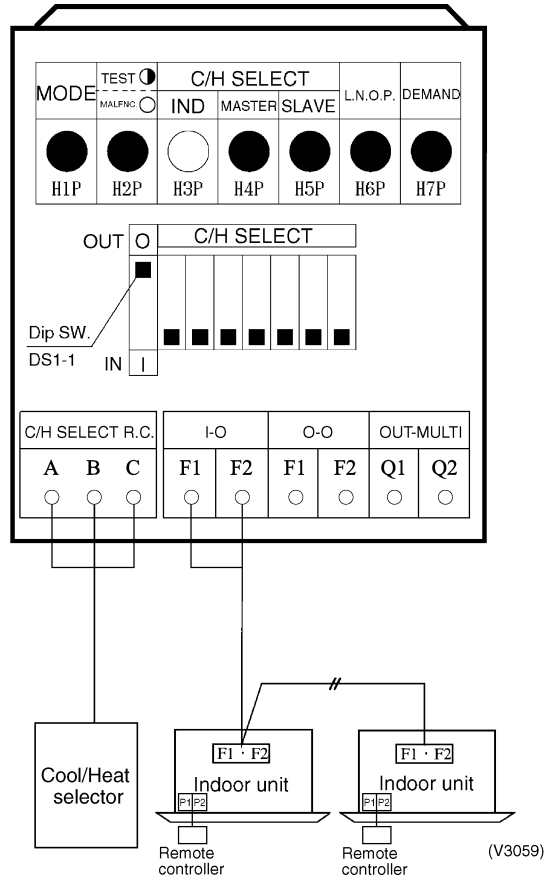 MODE TEST C/H SELECT L.N.O.P. DEMAND
MALFNC. IND MASTER SLAVE
H1P H2P H3P H4P H5P H6P H7P
OUT O C/H SELECT
Dip SW.
DS1-1
IN I
C/H SELECT R.C. I-O O-O OUT-MULTI
A B C F1 F2 F1 F2 Q1 Q2
F1 · F2 F1 · F2
Cool/Heat
selector
Indoor unit Indoor unit
P1 P2 P1 P2
Remote
controller
Remote
controller
(V3059)